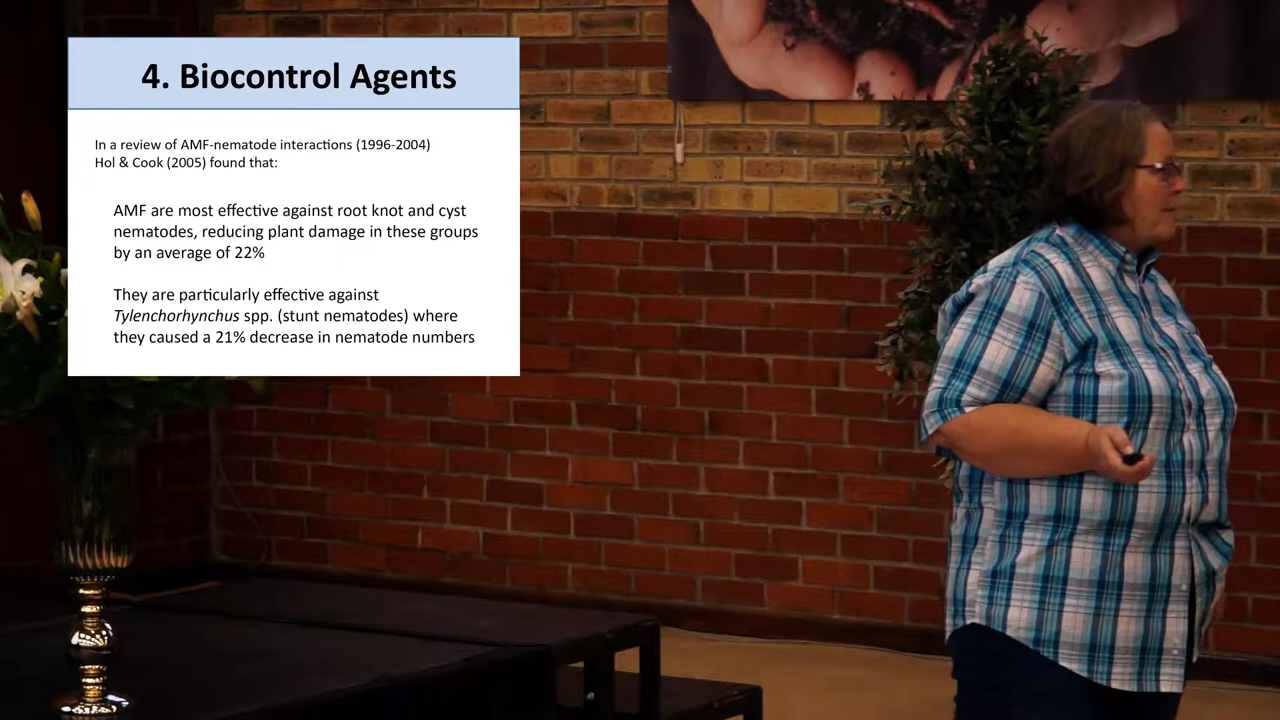 4. Biocontrol Agents
In a review of AMF-nematode interactions (1996-2004)
Hol & Cook (2005) found that:
AMF are most effective against root knot and cyst
nematodes, reducing plant damage in these groups
by an average of 22%
They are particularly effective against
Tylenchorhynchus spp. (stunt nematodes) where
they caused a 21% decrease in nematode numbers